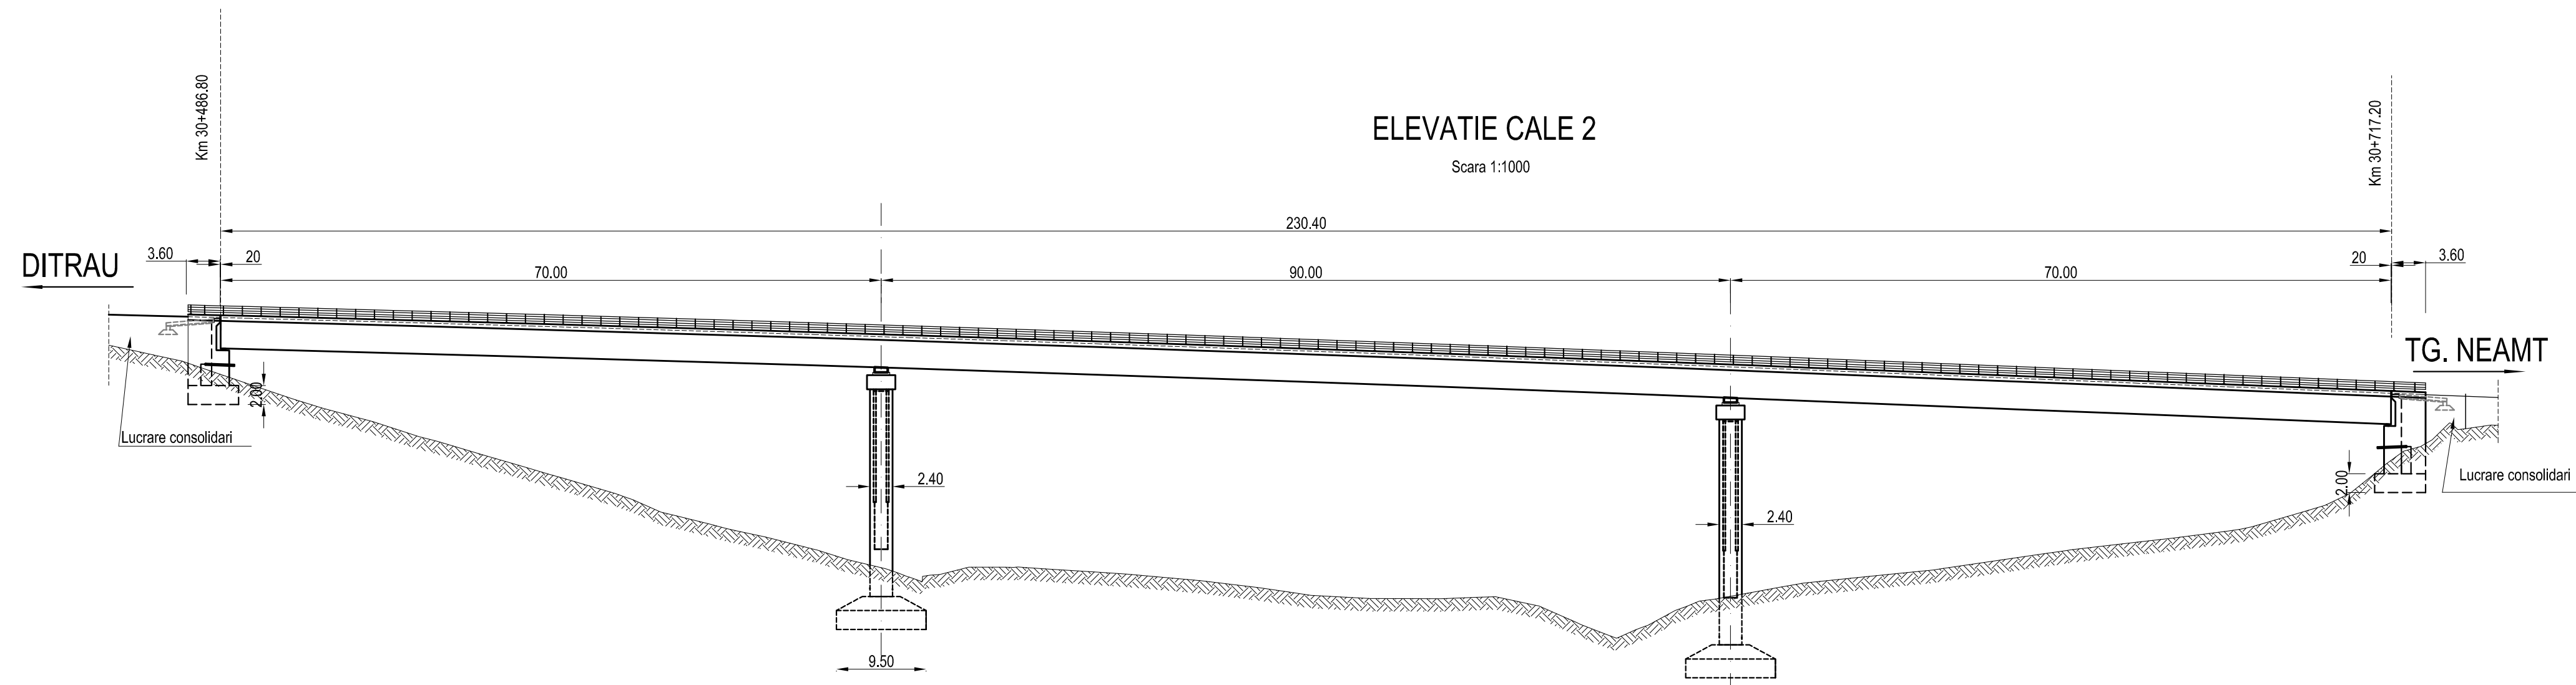 Km 30+486.80
Km 30+717.20
ELEVATIE CALE 2
Scara 1:1000
230.40
DITRAU
3.60
20
70.00
90.00
70.00
20
3.60
TG. NEAMT
2.00
Lucrare consolidari
2.40
2.40
2.00
Lucrare consolidari
9.50